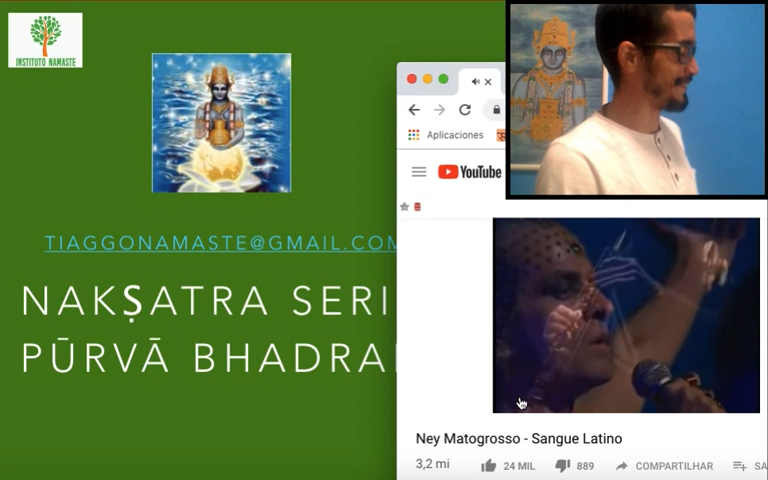 INSTITUTO NAMASTE
TIAGGONAMASTE@GMAIL.COM
NAKṢATRA SERI
PŪRVĀ BHADRA
Aplicaciones
YouTube
Ney Matogrosso - Sangue Latino
3,2 mi 24 MIL 889 COMPARTILHAR SA